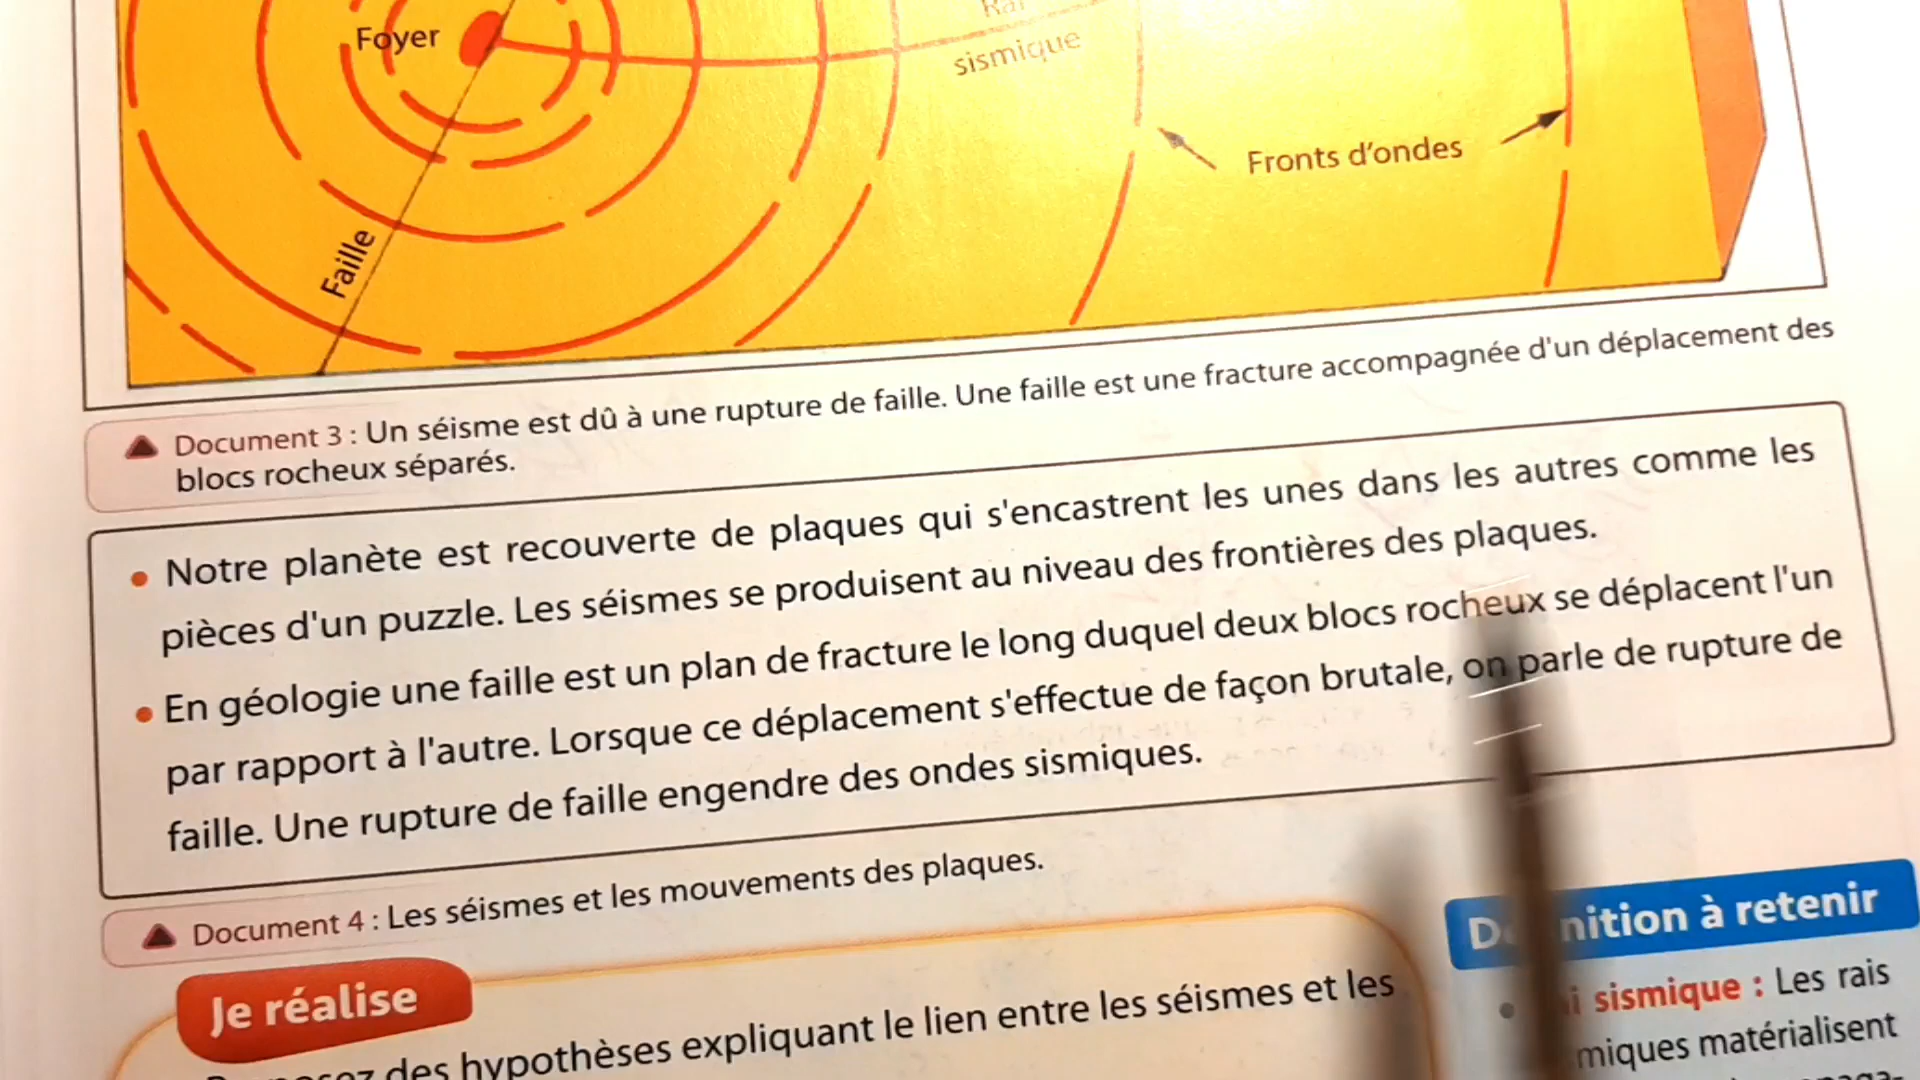 Foyer
sismique
Fronts d'ondes
Faille
Document 3 : Un séisme est dû à une rupture de faille. Une faille est une fracture accompagnée d'un déplacement des
blocs rocheux séparés.
• Notre planète est recouverte de plaques qui s'encastrent les unes dans les autres comme les
pièces d'un puzzle. Les séismes se produisent au niveau des frontières des plaques.
• En géologie une faille est un plan de fracture le long duquel deux blocs rocheux se déplacent l'un
par rapport à l'autre. Lorsque ce déplacement s'effectue de façon brutale, on parle de rupture de
faille. Une rupture de faille engendre des ondes sismiques.
Document 4 : Les séismes et les mouvements des plaques.
Je réalise
des hypothèses expliquant le lien entre les séismes et les
à retenir
• sismique : Les rais
matérialisent